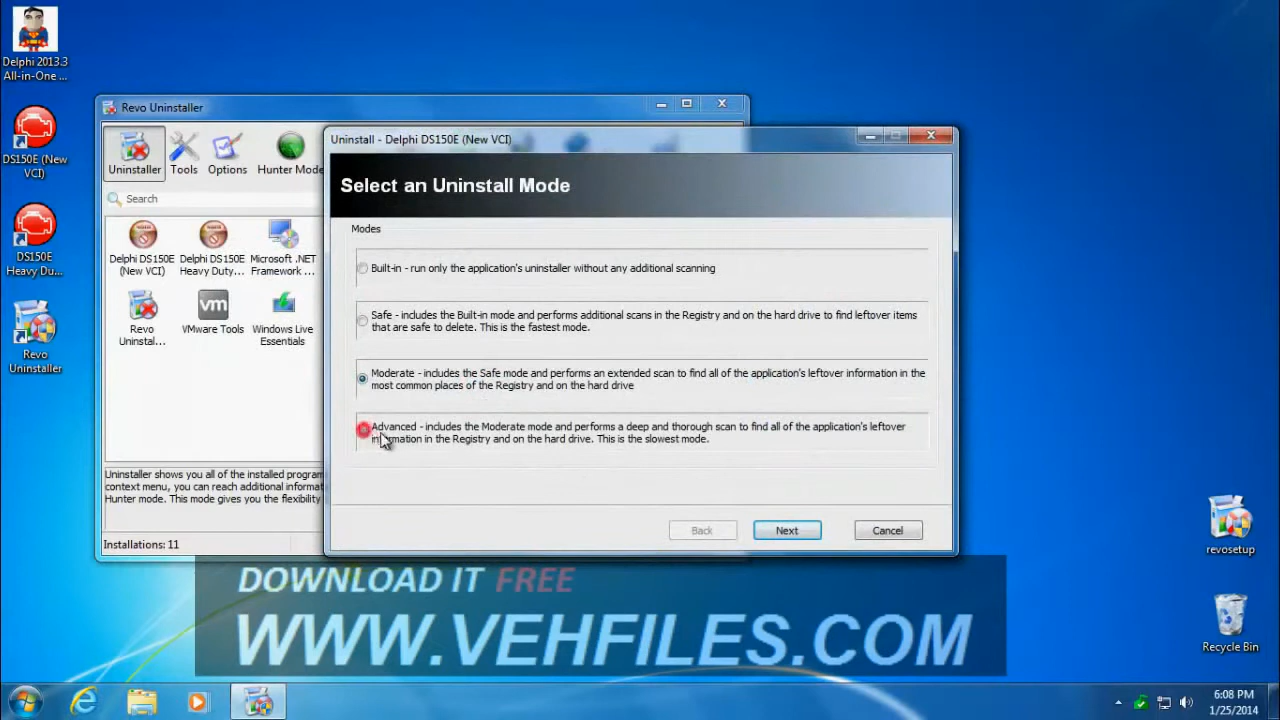 Delphi 2013.3
All-in-One ...
DS150E (New
VCI)
DS150E
Heavy Du...
Revo
Uninstaller
Revo Uninstaller
Uninstaller
Tools
Options
Hunter Mode
Search
Delphi DS150E
(New VCI)
Delphi DS150E
Heavy Duty...
Microsoft .NET
Framework ...
Revo
Uninstal...
vm
VMware Tools
Windows Live
Essentials
Uninstaller shows you all of the installed program
context menu, you can reach additional informat
Hunter mode. This mode gives you the flexibility
Installations: 11
Uninstall - Delphi DS150E (New VCI)
Select an Uninstall Mode
Modes
Built-in - run only the application's uninstaller without any additional scanning
Safe - includes the Built-in mode and performs additional scans in the Registry and on the hard drive to find leftover items
that are safe to delete. This is the fastest mode.
Moderate - includes the Safe mode and performs an extended scan to find all of the application's leftover information in the
most common places of the Registry and on the hard drive
Advanced - includes the Moderate mode and performs a deep and thorough scan to find all of the application's leftover
information in the Registry and on the hard drive. This is the slowest mode.
Back
Next
Cancel
DOWNLOAD IT FREE
WWW.VEHFILES.COM
revosetup
Recycle Bin
6:08 PM
1/25/2014